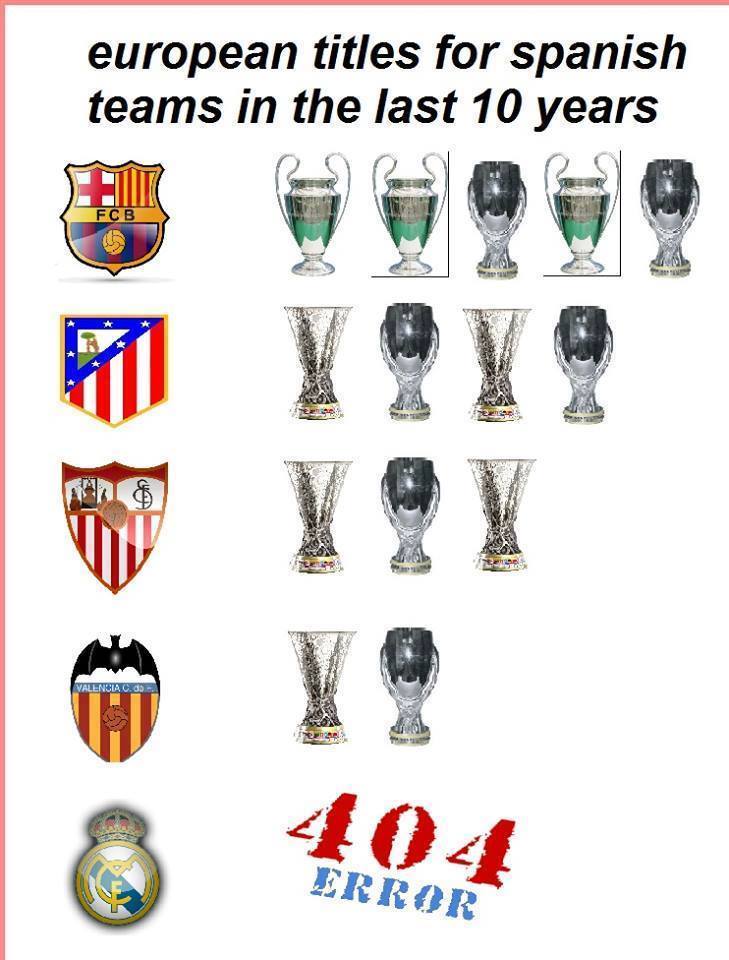 european titles for spanish
teams in the last 10 years
FCB
VALENCIA C. de F.
404
ERROR